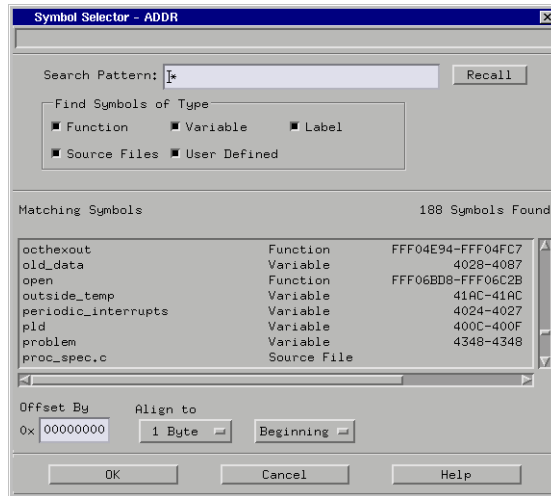 Symbol Selector - ADDR
Search Pattern: *
Recall
Find Symbols of Type
Function Variable Label
Source Files User Defined
Matching Symbols 188 Symbols Found
octhexout Function FFF04E94-FFF04FC7
old_data Variable 4028-4087
open Function FFF06BD8-FFF06C2B
outside_temp Variable 41AC-41AC
periodic_interrupts Variable 4024-4027
pld Variable 400C-400F
problem Variable 4348-4348
proc_spec.c Source File
Offset By Align to
0x 00000000 1 Byte Beginning
OK Cancel Help